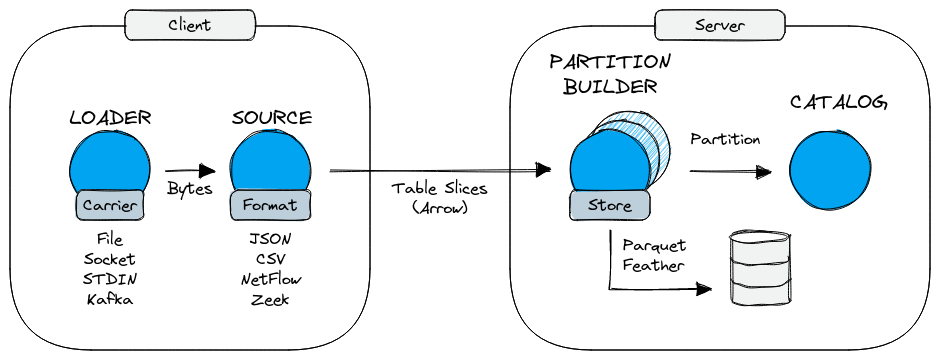 Client
Server
LOADER
SOURCE
Carrier
Format
Bytes
File
Socket
STDIN
Kafka
JSON
CSV
NetFlow
Zeek
Table Slices
(Arrow)
PARTITION
BUILDER
Store
Partition
CATALOG
Parquet
Feather